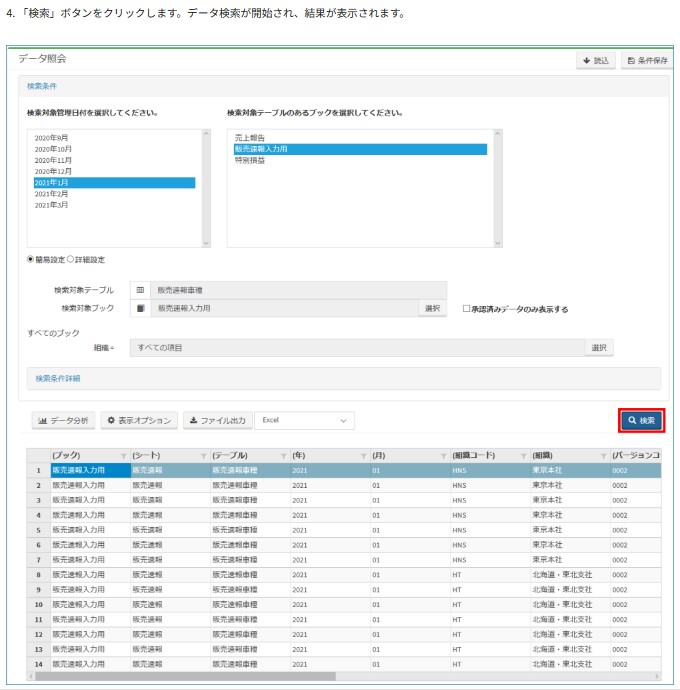 4. 「検索」ボタンをクリックします。データ検索が開始され、結果が表示されます。
データ照会
読込 条件保存
検索条件
検索対象管理日付を選択してください。 検索対象テーブルのあるブックを選択してください。
2020年9月 売上報告
2020年10月 販売速報入力用
2020年11月 特別損益
2020年12月
2021年1月
2021年2月
2021年3月
簡易設定 詳細設定
検索対象テーブル 販売速報車種
検索対象ブック 販売速報入力用 選択 承認済みデータのみ表示する
すべてのブック
組織= すべての項目 選択
検索条件詳細
データ分析 表示オプション ファイル出力 Excel 検索
(ブック) (シート) (テーブル) (年) (月) (組織コード) (組織) (バージョンコ
1 販売速報入力用 販売速報 販売速報車種 2021 01 HNS 東京本社 0002
2 販売速報入力用 販売速報 販売速報車種 2021 01 HNS 東京本社 0002
3 販売速報入力用 販売速報 販売速報車種 2021 01 HNS 東京本社 0002
4 販売速報入力用 販売速報 販売速報車種 2021 01 HNS 東京本社 0002
5 販売速報入力用 販売速報 販売速報車種 2021 01 HNS 東京本社 0002
6 販売速報入力用 販売速報 販売速報車種 2021 01 HNS 東京本社 0002
7 販売速報入力用 販売速報 販売速報車種 2021 01 HNS 東京本社 0002
8 販売速報入力用 販売速報 販売速報車種 2021 01 HT 北海道・東北支社 0002
9 販売速報入力用 販売速報 販売速報車種 2021 01 HT 北海道・東北支社 0002
10 販売速報入力用 販売速報 販売速報車種 2021 01 HT 北海道・東北支社 0002
11 販売速報入力用 販売速報 販売速報車種 2021 01 HT 北海道・東北支社 0002
12 販売速報入力用 販売速報 販売速報車種 2021 01 HT 北海道・東北支社 0002
13 販売速報入力用 販売速報 販売速報車種 2021 01 HT 北海道・東北支社 0002
14 販売速報入力用 販売速報 販売速報車種 2021 01 HT 北海道・東北支社 0002